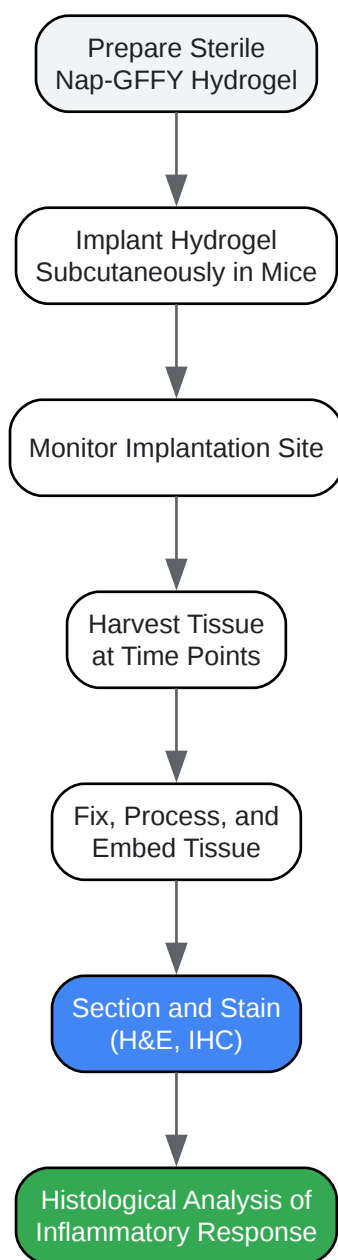 Prepare Sterile
Nap-GFFY Hydrogel
Implant Hydrogel
Subcutaneously in Mice
Monitor Implantation Site
Harvest Tissue
at Time Points
Fix, Process, and
Embed Tissue
Section and Stain
(H&E, IHC)
Histological Analysis of
Inflammatory Response